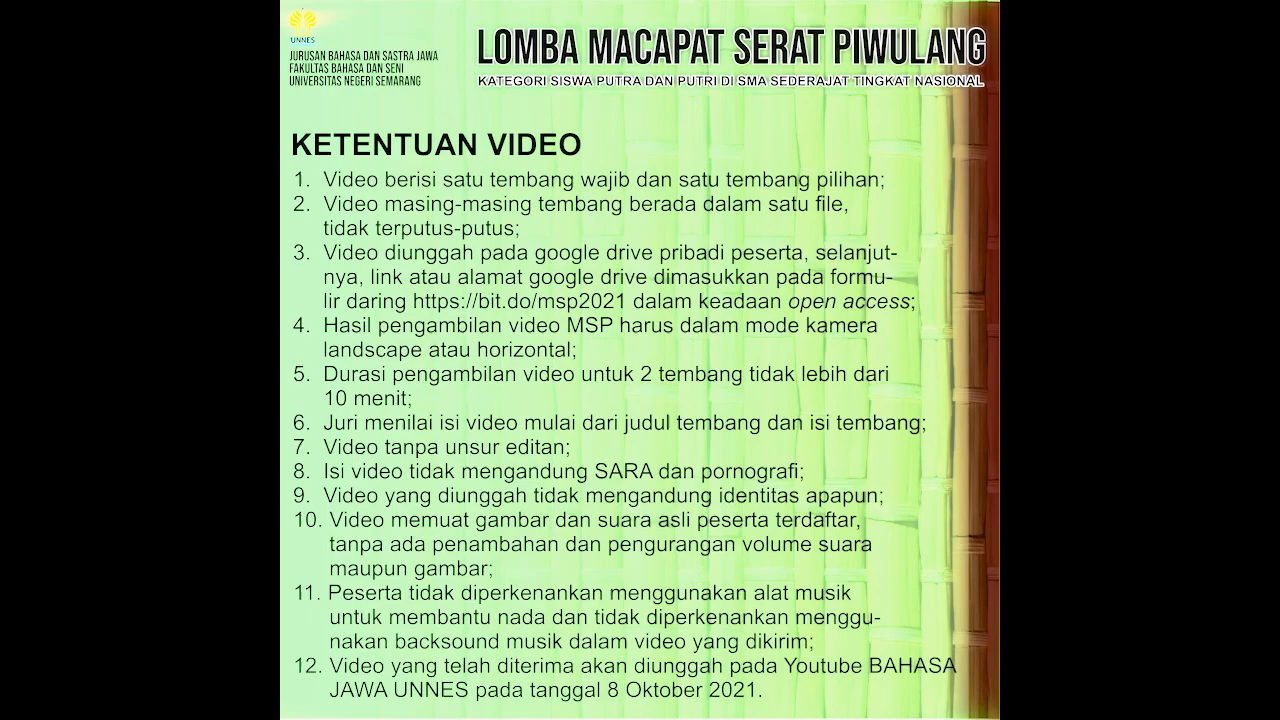 UNNES
JURUSAN BAHASA DAN SASTRA JAWA
FAKULTAS BAHASA DAN SENI
UNIVERSITAS NEGERI SEMARANG
LOMBA MACAPAT SERAT PIWULANG
KATEGORI SISWA PUTRA DAN PUTRI DI SMA SEDERAJAT TINGKAT NASIONAL
KETENTUAN VIDEO
1. Video berisi satu tembang wajib dan satu tembang pilihan;
2. Video masing-masing tembang berada dalam satu file,
tidak terputus-putus;
3. Video diunggah pada google drive pribadi peserta, selanjut-
nya, link atau alamat google drive dimasukkan pada formu-
lir daring https://bit.do/msp2021 dalam keadaan open access;
4. Hasil pengambilan video MSP harus dalam mode kamera
landscape atau horizontal;
5. Durasi pengambilan video untuk 2 tembang tidak lebih dari
10 menit;
6. Juri menilai isi video mulai dari judul tembang dan isi tembang;
7. Video tanpa unsur editan;
8. Isi video tidak mengandung SARA dan pornografi;
9. Video yang diunggah tidak mengandung identitas apapun;
10. Video memuat gambar dan suara asli peserta terdaftar,
tanpa ada penambahan dan pengurangan volume suara
maupun gambar;
11. Peserta tidak diperkenankan menggunakan alat musik
untuk membantu nada dan tidak diperkenankan menggu-
nakan backsound musik dalam video yang dikirim;
12. Video yang telah diterima akan diunggah pada Youtube BAHASA
JAWA UNNES pada tanggal 8 Oktober 2021.